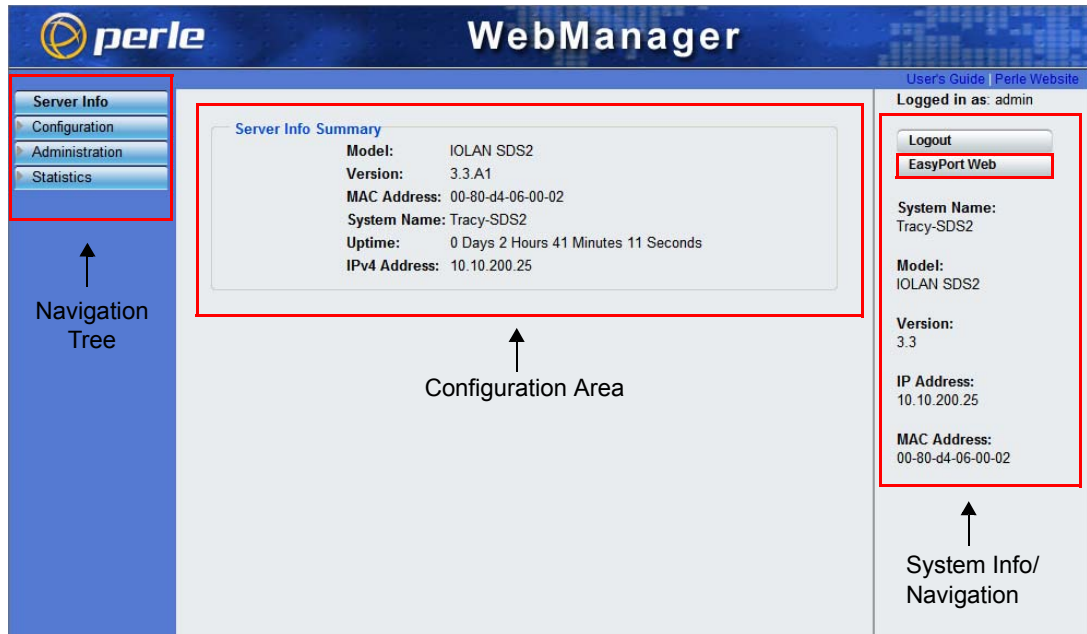 perle
WebManager
User's Guide | Perle Website
Server Info
Configuration
Administration
Statistics
Navigation
Tree
Server Info Summary
Model: IOLAN SDS2
Version: 3.3.A1
MAC Address: 00-80-d4-06-00-02
System Name: Tracy-SDS2
Uptime: 0 Days 2 Hours 41 Minutes 11 Seconds
IPv4 Address: 10.10.200.25
Configuration Area
Logged in as: admin
Logout
EasyPort Web
System Name:
Tracy-SDS2
Model:
IOLAN SDS2
Version:
3.3
IP Address:
10.10.200.25
MAC Address:
00-80-d4-06-00-02
System Info/
Navigation